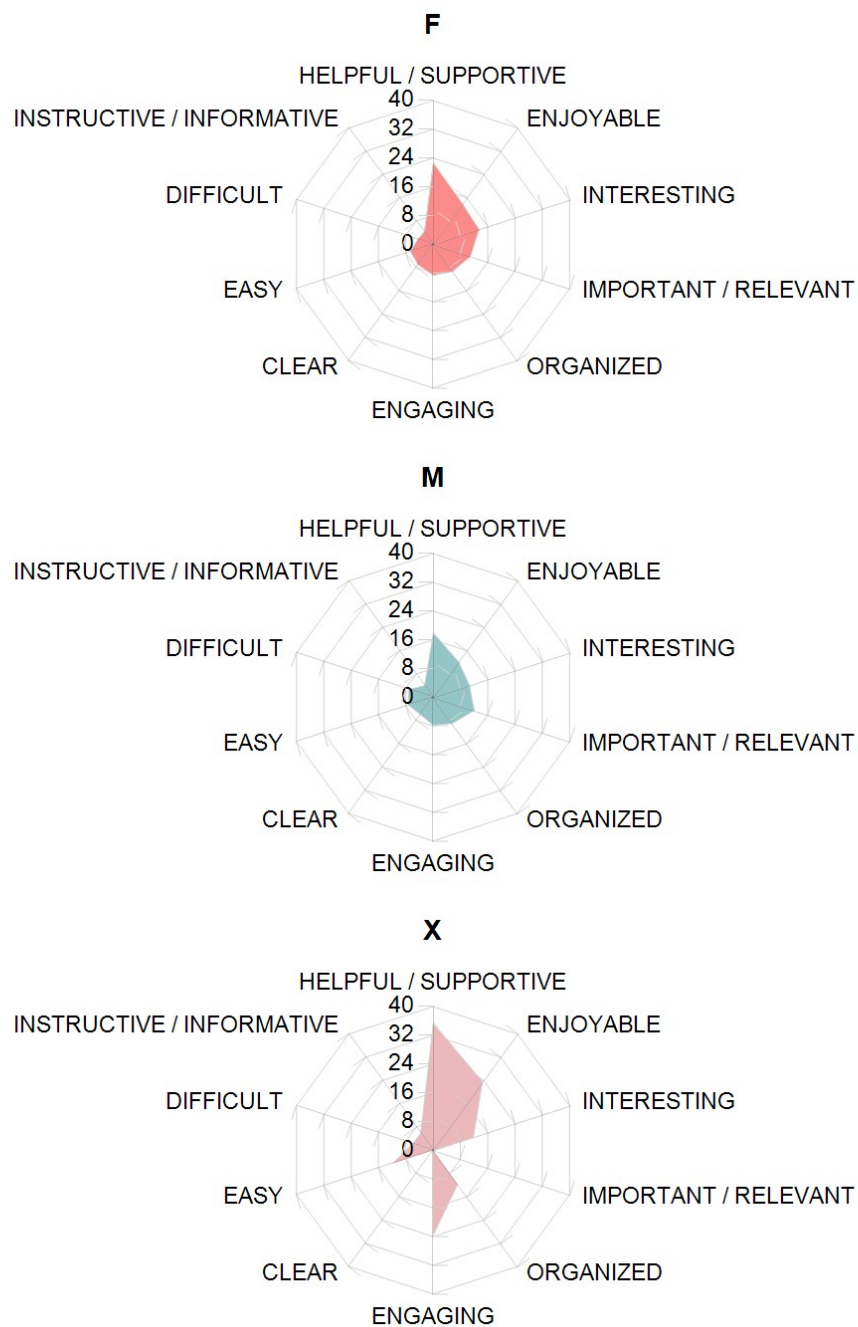 F
HELPFUL / SUPPORTIVE
40
INSTRUCTIVE / INFORMATIVE
ENJOYABLE
32
24
DIFFICULT
16
INTERESTING
8
0
EASY
IMPORTANT / RELEVANT
CLEAR
ORGANIZED
ENGAGING
M
HELPFUL / SUPPORTIVE
40
INSTRUCTIVE / INFORMATIVE
ENJOYABLE
32
24
DIFFICULT
16
INTERESTING
8
0
EASY
IMPORTANT / RELEVANT
CLEAR
ORGANIZED
ENGAGING
X
HELPFUL / SUPPORTIVE
40
INSTRUCTIVE / INFORMATIVE
ENJOYABLE
32
24
DIFFICULT
16
INTERESTING
8
0
EASY
IMPORTANT / RELEVANT
CLEAR
ORGANIZED
ENGAGING